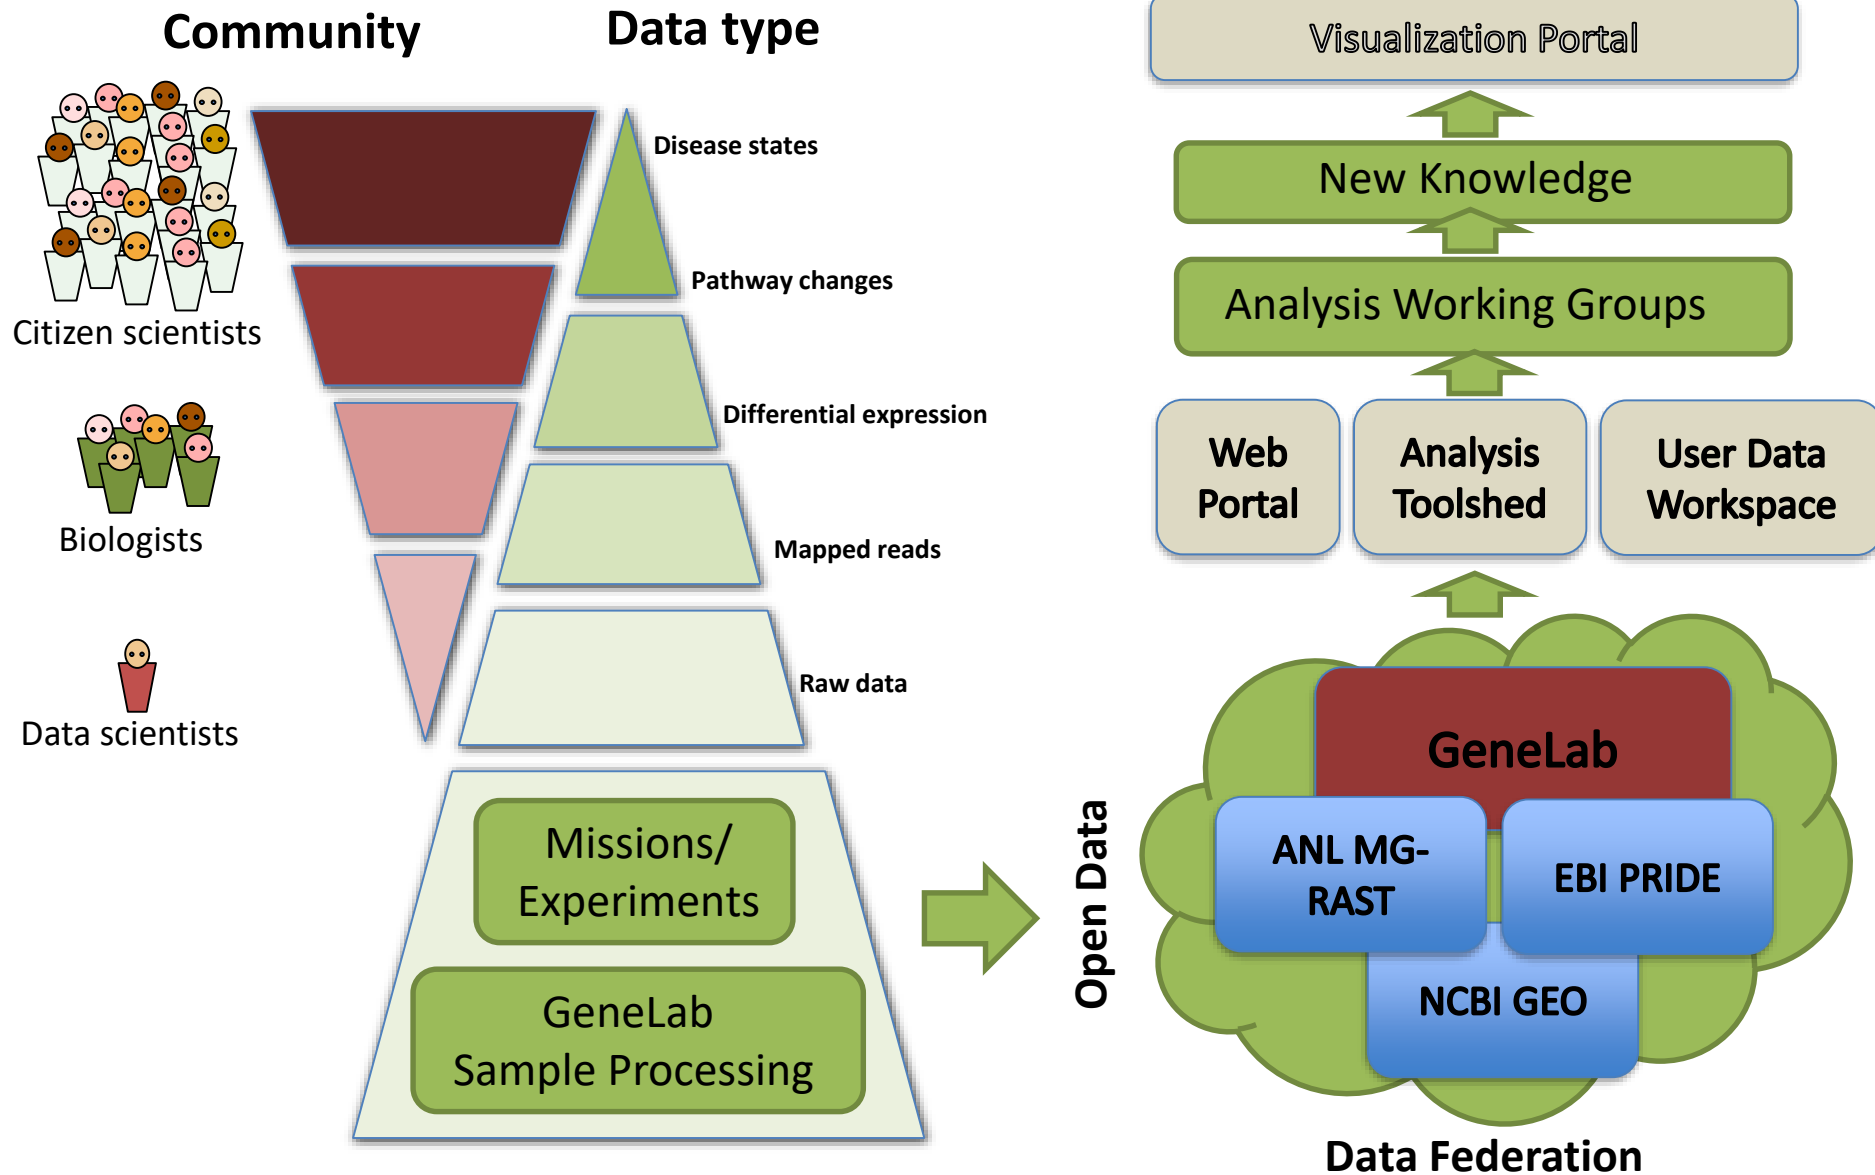 Community
Data type
Citizen scientists
Biologists
Data scientists
Disease states
Pathway changes
Differential expression
Mapped reads
Raw data
Missions/
Experiments
GeneLab
Sample Processing
Visualization Portal
New Knowledge
Analysis Working Groups
Web
Portal
Analysis
Toolshed
User Data
Workspace
Open Data
GeneLab
ANL MG-
RAST
EBI PRIDE
NCBI GEO
Data Federation